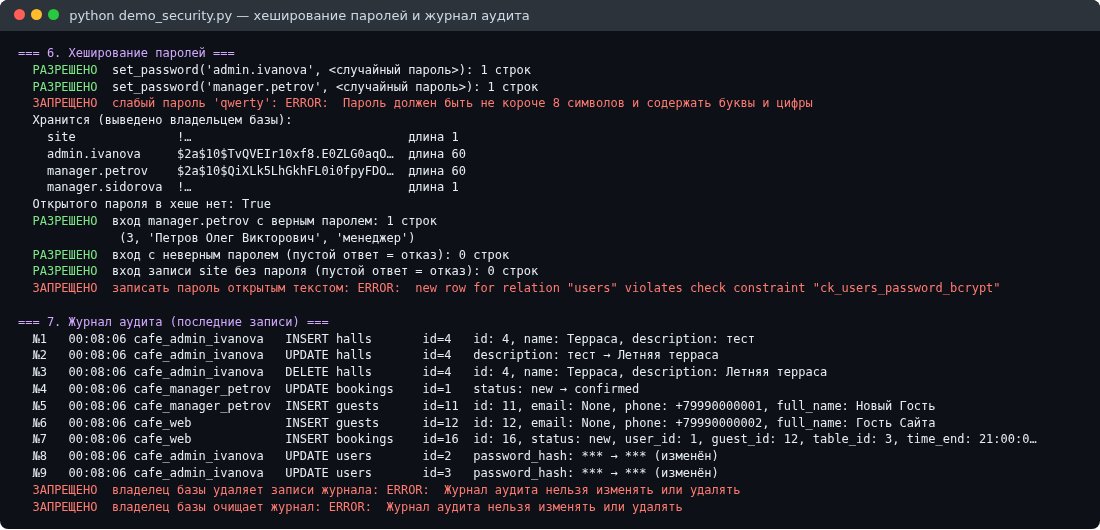 python demo_security.py — хеширование паролей и журнал аудита
=== 6. Хеширование паролей ===
РАЗРЕШЕНО  set_password('admin.ivanova', <случайный пароль>): 1 строк
РАЗРЕШЕНО  set_password('manager.petrov', <случайный пароль>): 1 строк
ЗАПРЕЩЕНО  слабый пароль 'qwerty': ERROR:  Пароль должен быть не короче 8 символов и содержать буквы и цифры
Хранится (выведено владельцем базы):
site              !…                              длина 1
admin.ivanova     $2a$10$TvQVEIr10xf8.E0ZLG0aqO…  длина 60
manager.petrov    $2a$10$QiXLk5LhGkhFL0i0fpyFDO…  длина 60
manager.sidorova  !…                              длина 1
Открытого пароля в хеше нет: True
РАЗРЕШЕНО  вход manager.petrov с верным паролем: 1 строк
(3, 'Петров Олег Викторович', 'менеджер')
РАЗРЕШЕНО  вход с неверным паролем (пустой ответ = отказ): 0 строк
РАЗРЕШЕНО  вход записи site без пароля (пустой ответ = отказ): 0 строк
ЗАПРЕЩЕНО  записать пароль открытым текстом: ERROR:  new row for relation "users" violates check constraint "ck_users_password_bcrypt"
=== 7. Журнал аудита (последние записи) ===
№1   00:08:06 cafe_admin_ivanova   INSERT halls       id=4   id: 4, name: Терраса, description: тест
№2   00:08:06 cafe_admin_ivanova   UPDATE halls       id=4   description: тест → Летняя терраса
№3   00:08:06 cafe_admin_ivanova   DELETE halls       id=4   id: 4, name: Терраса, description: Летняя терраса
№4   00:08:06 cafe_manager_petrov  UPDATE bookings    id=1   status: new → confirmed
№5   00:08:06 cafe_manager_petrov  INSERT guests      id=11  id: 11, email: None, phone: +79990000001, full_name: Новый Гость
№6   00:08:06 cafe_web             INSERT guests      id=12  id: 12, email: None, phone: +79990000002, full_name: Гость Сайта
№7   00:08:06 cafe_web             INSERT bookings    id=16  id: 16, status: new, user_id: 1, guest_id: 12, table_id: 3, time_end: 21:00:0…
№8   00:08:06 cafe_admin_ivanova   UPDATE users       id=2   password_hash: *** → *** (изменён)
№9   00:08:06 cafe_admin_ivanova   UPDATE users       id=3   password_hash: *** → *** (изменён)
ЗАПРЕЩЕНО  владелец базы удаляет записи журнала: ERROR:  Журнал аудита нельзя изменять или удалять
ЗАПРЕЩЕНО  владелец базы очищает журнал: ERROR:  Журнал аудита нельзя изменять или удалять